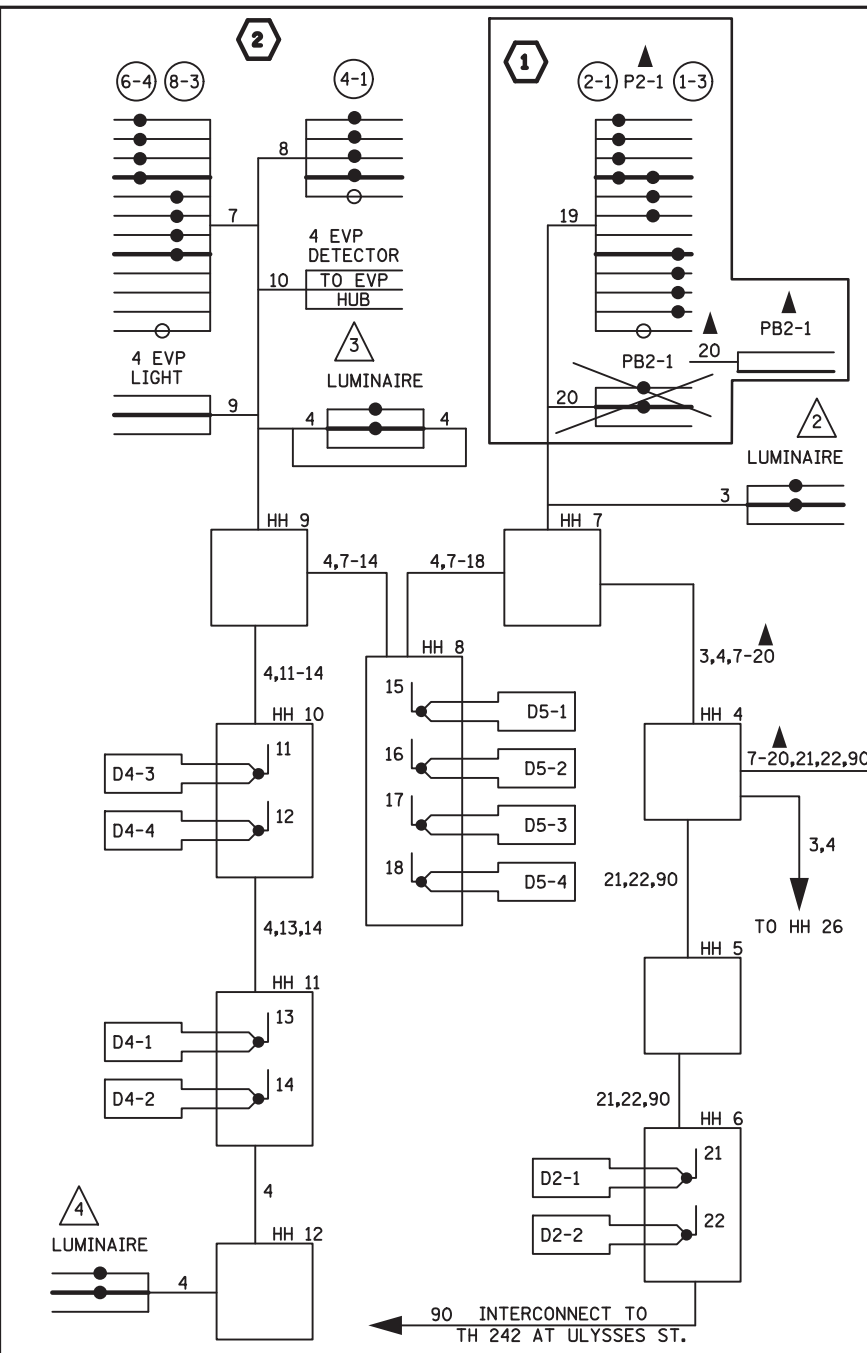 2
1
6-4 8-3
4-1
2-1 P2-1 1-3
8
7
19
4 EVP
DETECTOR
10 TO EVP
HUB
PB2-1
3
4 EVP
LIGHT
LUMINAIRE
PB2-1
20
9
4 4
20
2
LUMINAIRE
3
HH 9
HH 7
4,7-14
4,7-18
HH 8
3,4,7-20
4,11-14
15
D5-1
HH 10
HH 4
11
D4-3
16
D5-2
7-20,21,22,90
12
D4-4
17
D5-3
18
D5-4
3,4
21,22,90
4,13,14
TO HH 26
HH 5
HH 11
13
D4-1
14
D4-2
21,22,90
HH 6
21
D2-1
4
22
D2-2
4
LUMINAIRE
HH 12
4
90 INTERCONNECT TO
TH 242 AT ULYSSES ST.